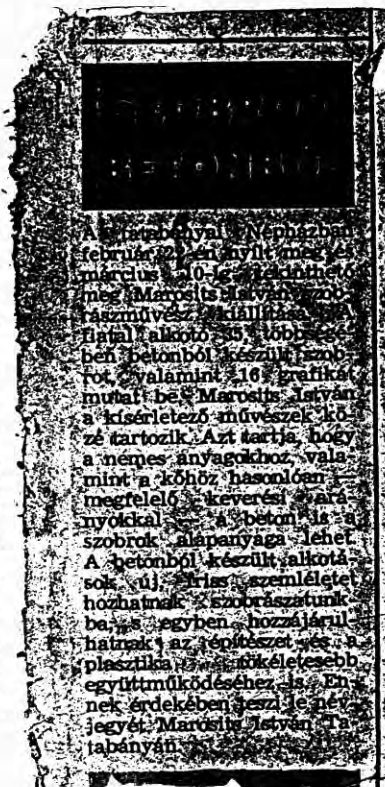 A tatabányai Népházban
február 2 -én nyílt meg és
március 10-ig tekinthető
meg Marosits István szob-
rászművész kiállítása. A
fiatal alkotó 35, többségé-
ben betonból készült szob-
rot, valamint 16 grafikát
mutat be. Marosits István
a kísérletező művészek kö-
zé tartozik. Azt tartja, hogy
a nemes anyagokhoz, vala-
mint a kőhöz hasonlóan —
megfelelő keverési ará-
nyokkal — a beton is a
szobrok alapanyaga lehet.
A betonból készült alkotá-
sok új, friss szemléletet
hozhatnak szobrászatunk-
ba, s egyben hozzájárul-
hatnak az építészet és a
plasztika tökéletesebb
együttműködéséhez is. En-
nek érdekében teszi le név-
jegyét Marosits István Ta-
tabányán.